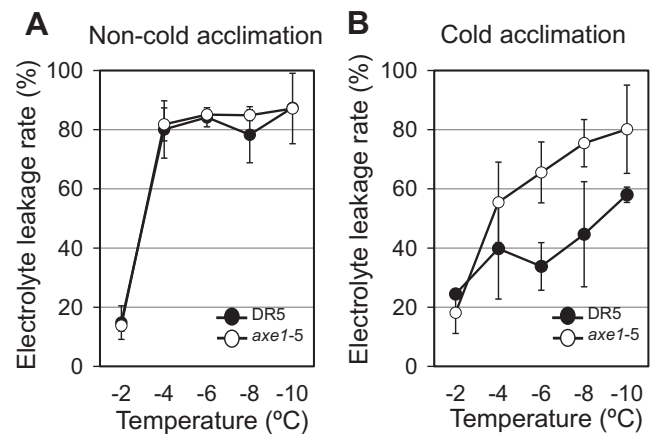 A Non-cold acclimation
Electrolyte leakage rate (%)
100
80
60
40
20
0
DR5
axe1-5
-2 -4 -6 -8 -10
Temperature (ºC)
B Cold acclimation
Electrolyte leakage rate (%)
100
80
60
40
20
0
DR5
axe1-5
-2 -4 -6 -8 -10
Temperature (ºC)